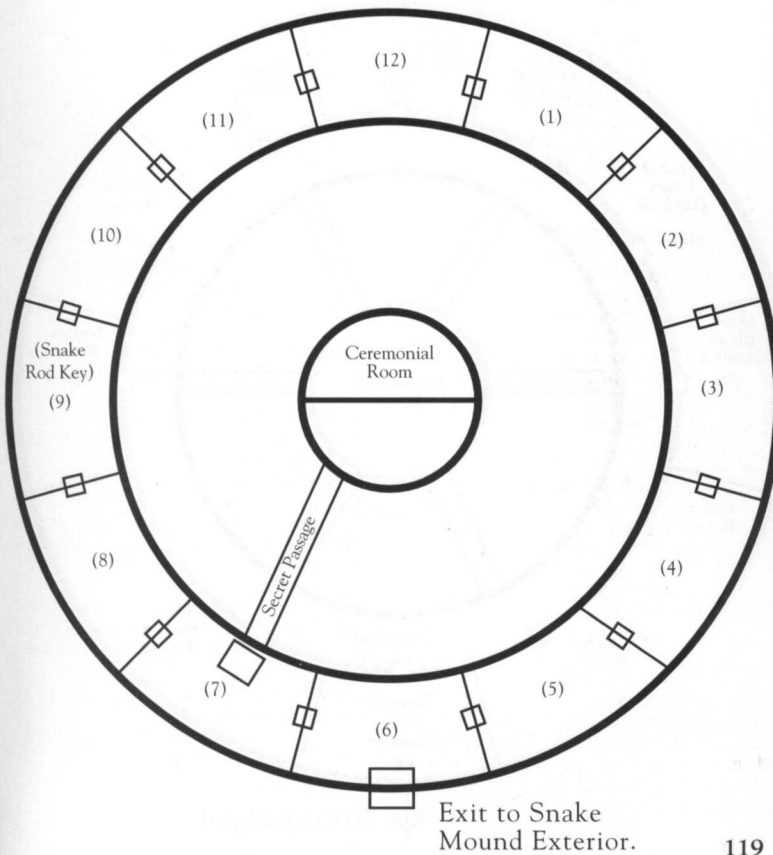 (12)
(11)
(1)
(10)
(2)
(Snake
Rod Key)
(9)
Ceremonial
Room
(3)
(8)
Secret Passage
(4)
(7)
(6)
(5)
Exit to Snake
Mound Exterior.
119